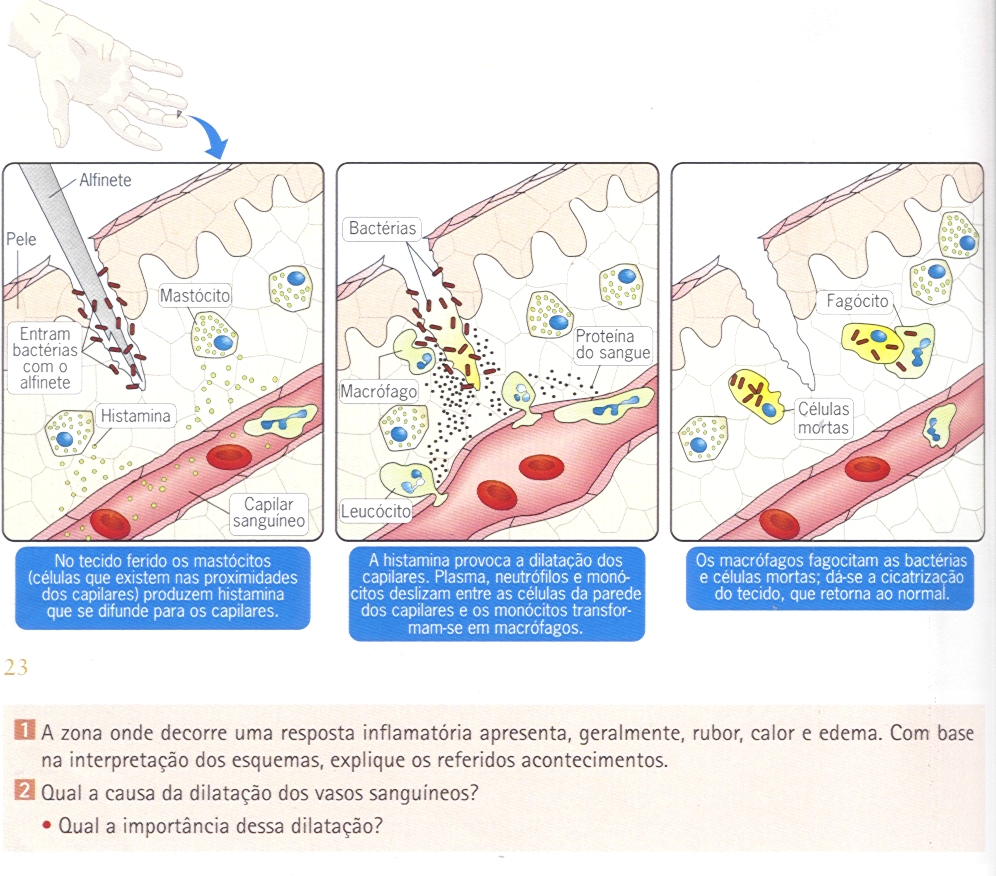 Alfinete
Pele
Mastócito
Entram
bactérias
com o
alfinete
Histamina
Capilar
sanguíneo
Bactérias
Proteína
do sangue
Macrófago
Leucócito
Fagócito
Células
mortas
No tecido ferido os mastócitos
(células que existem nas proximidades
dos capilares) produzem histamina
que se difunde para os capilares.
A histamina provoca a dilatação dos
capilares. Plasma, neutrófilos e monó-
citos deslizam entre as células da parede
dos capilares e os monócitos transfor-
mam-se em macrófagos.
Os macrófagos fagocitam as bactérias
e células mortas; dá-se a cicatrização
do tecido, que retorna ao normal.
23
1 A zona onde decorre uma resposta inflamatória apresenta, geralmente, rubor, calor e edema. Com base
na interpretação dos esquemas, explique os referidos acontecimentos.
2 Qual a causa da dilatação dos vasos sanguíneos?
• Qual a importância dessa dilatação?